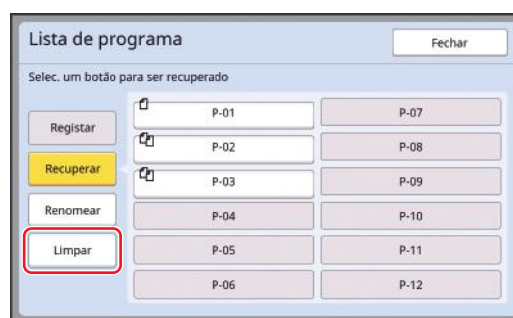 Lista de programa
Fechar
Selec. um botão para ser recuperado
Registar
Recuperar
Renomear
Limpar
P-01
P-02
P-03
P-04
P-05
P-06
P-07
P-08
P-09
P-10
P-11
P-12